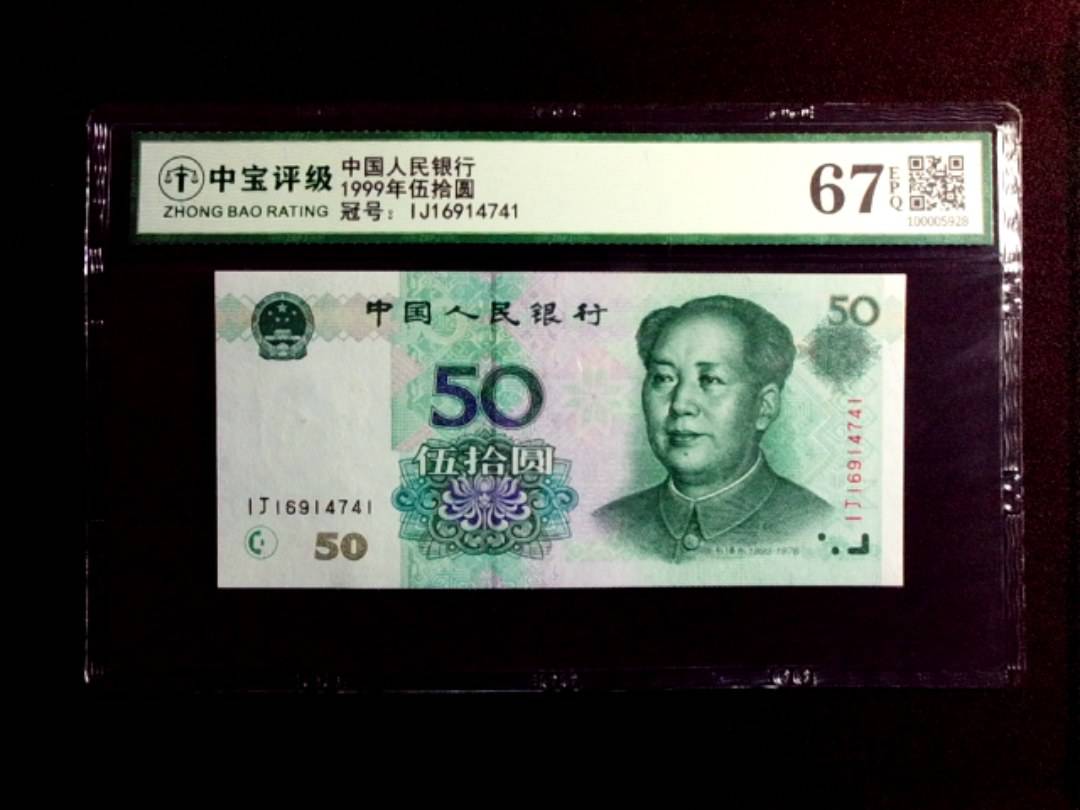 中宝评级
ZHONG BAO RATING
中国人民银行
1999年伍拾圆
冠号：IJ16914741
67
EPQ
100005928
中国人民银行
50
50
伍拾圆
IJ16914741
IJ16914741
50